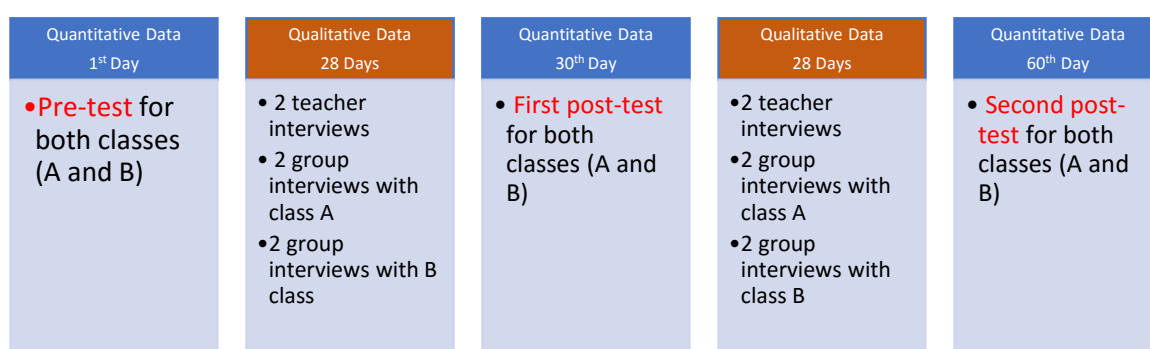 Quantitative Data
1st Day
•Pre-test for
both classes
(A and B)
Qualitative Data
28 Days
• 2 teacher
interviews
• 2 group
interviews with
class A
•2 group
interviews with B
class
Quantitative Data
30th Day
• First post-test
for both
classes (A and
B)
Qualitative Data
28 Days
•2 teacher
interviews
•2 group
interviews with
class A
•2 group
interviews with
class B
Quantitative Data
60th Day
• Second post-
test for both
classes (A and
B)